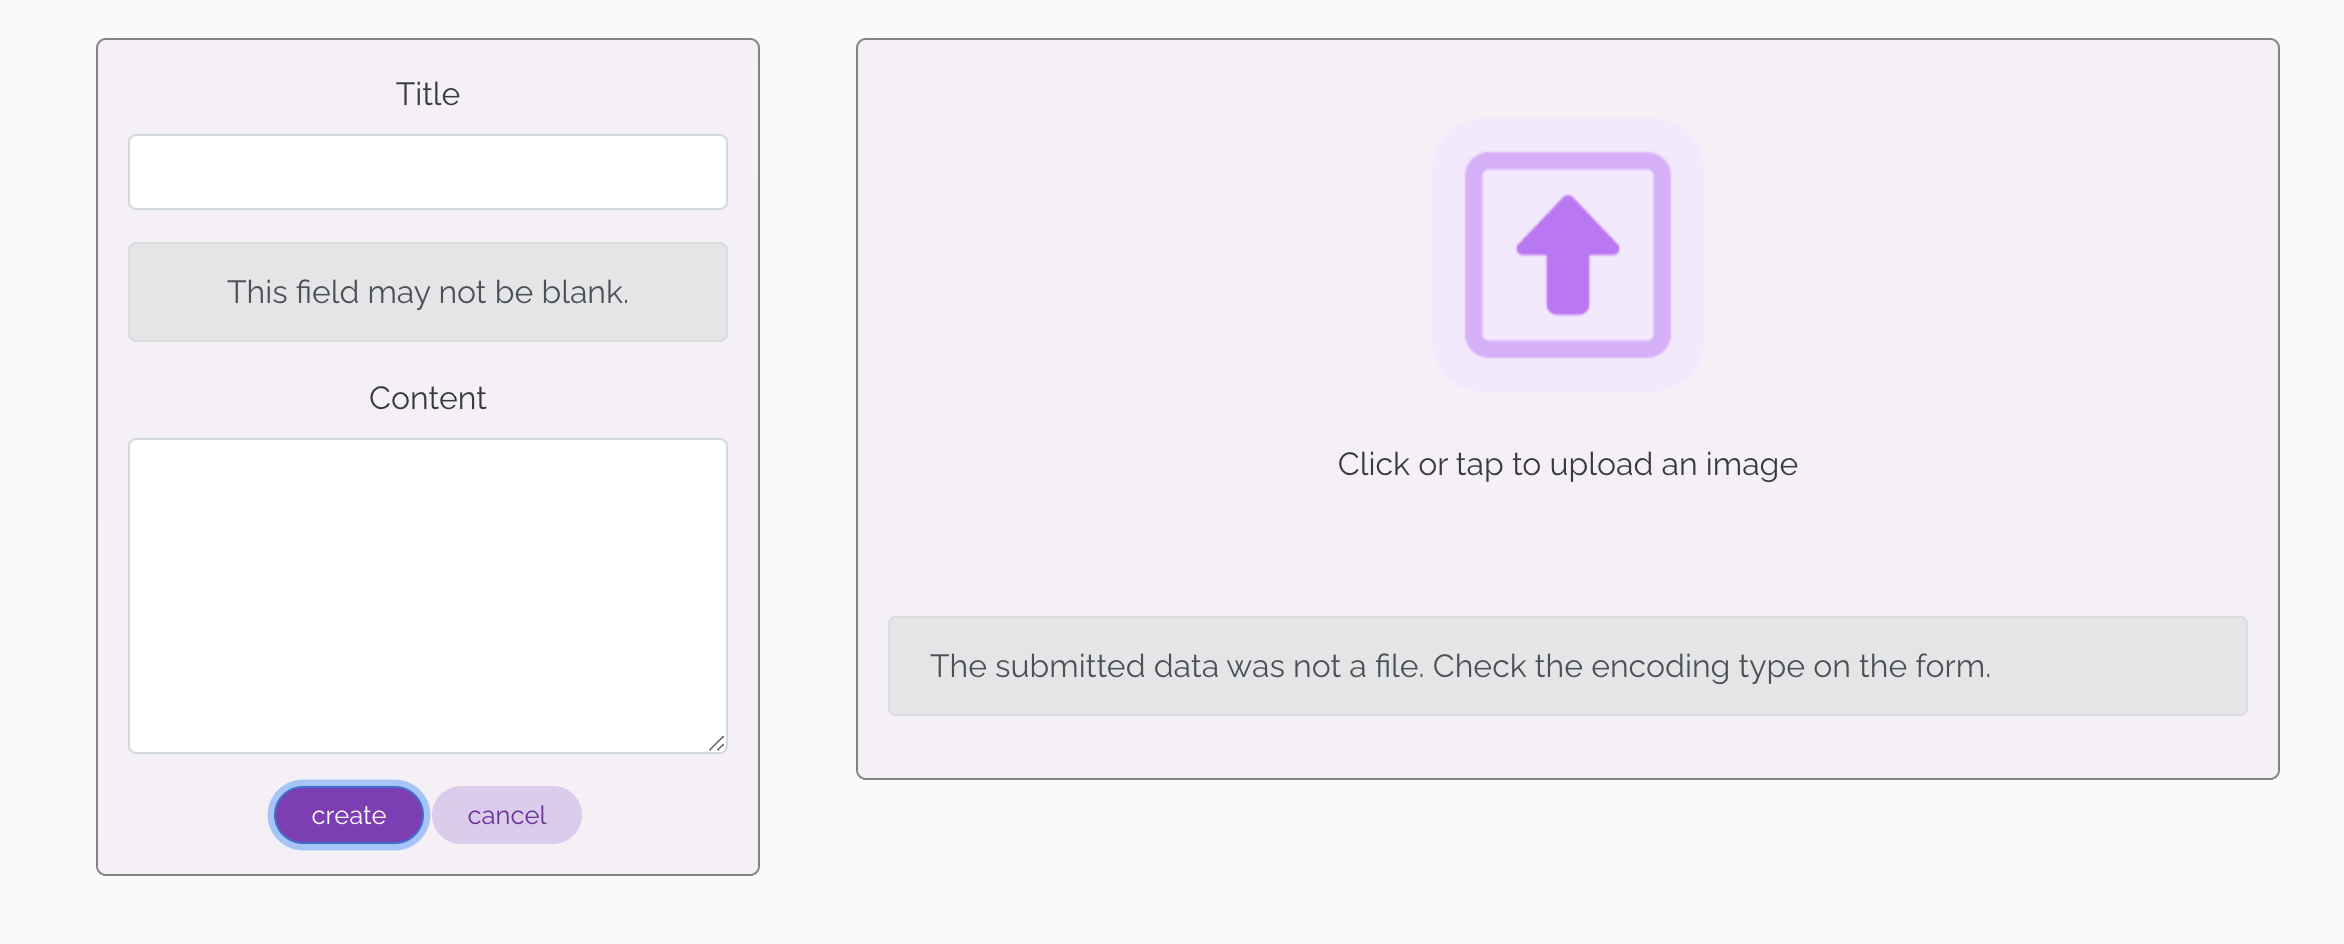 Title
This field may not be blank.
Content
create cancel
Click or tap to upload an image
The submitted data was not a file. Check the encoding type on the form.